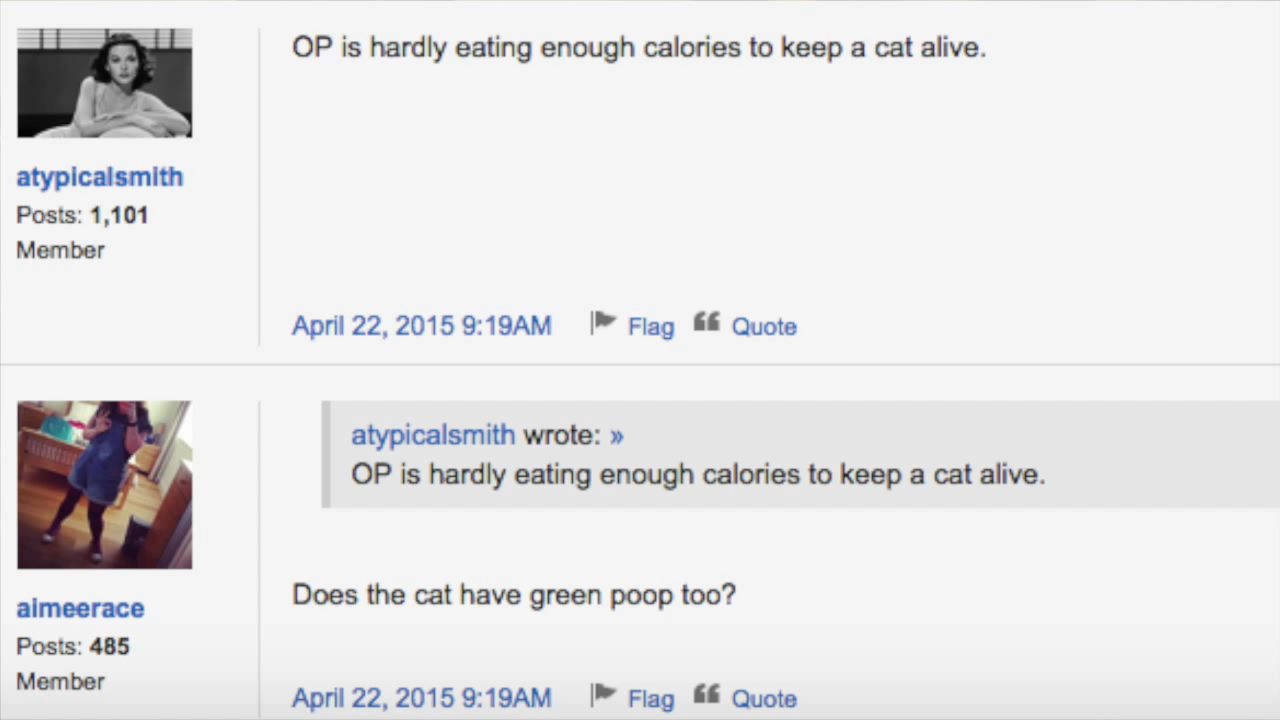 OP is hardly eating enough calories to keep a cat alive.
atypicalsmith
Posts: 1,101
Member
April 22, 2015 9:19AM Flag Quote
atypicalsmith wrote: »
OP is hardly eating enough calories to keep a cat alive.
Does the cat have green poop too?
aimeerace
Posts: 485
Member
April 22, 2015 9:19AM Flag Quote